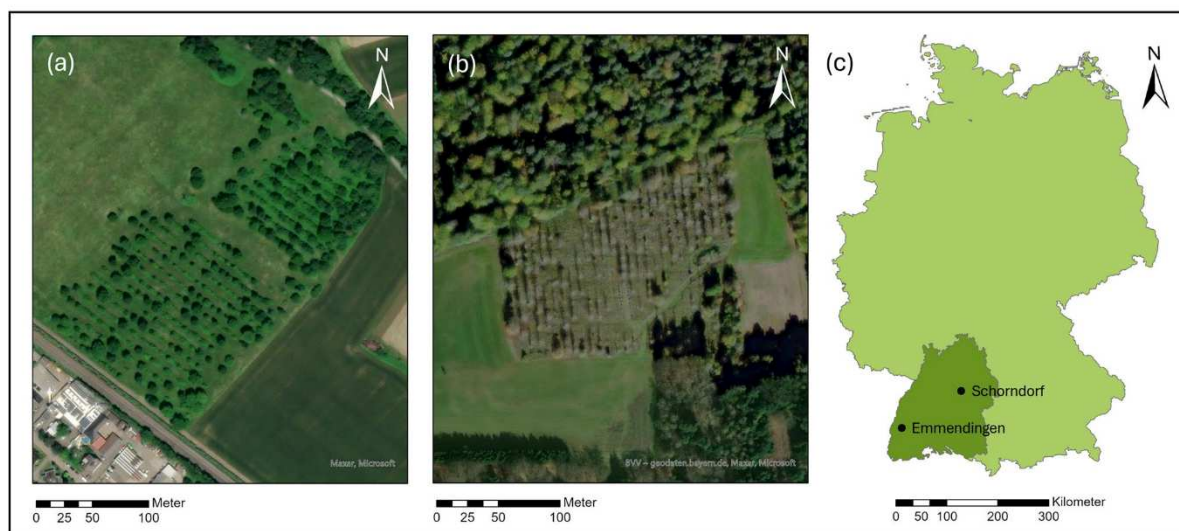 (a)
N
Maxar, Microsoft
Meter
0 25 50 100
(b)
N
BVV – geodaten.bayern.de, Maxar, Microsoft
Meter
0 25 50 100
(c)
N
Schorndorf
Emmendingen
Kilometer
0 50 100 200 300